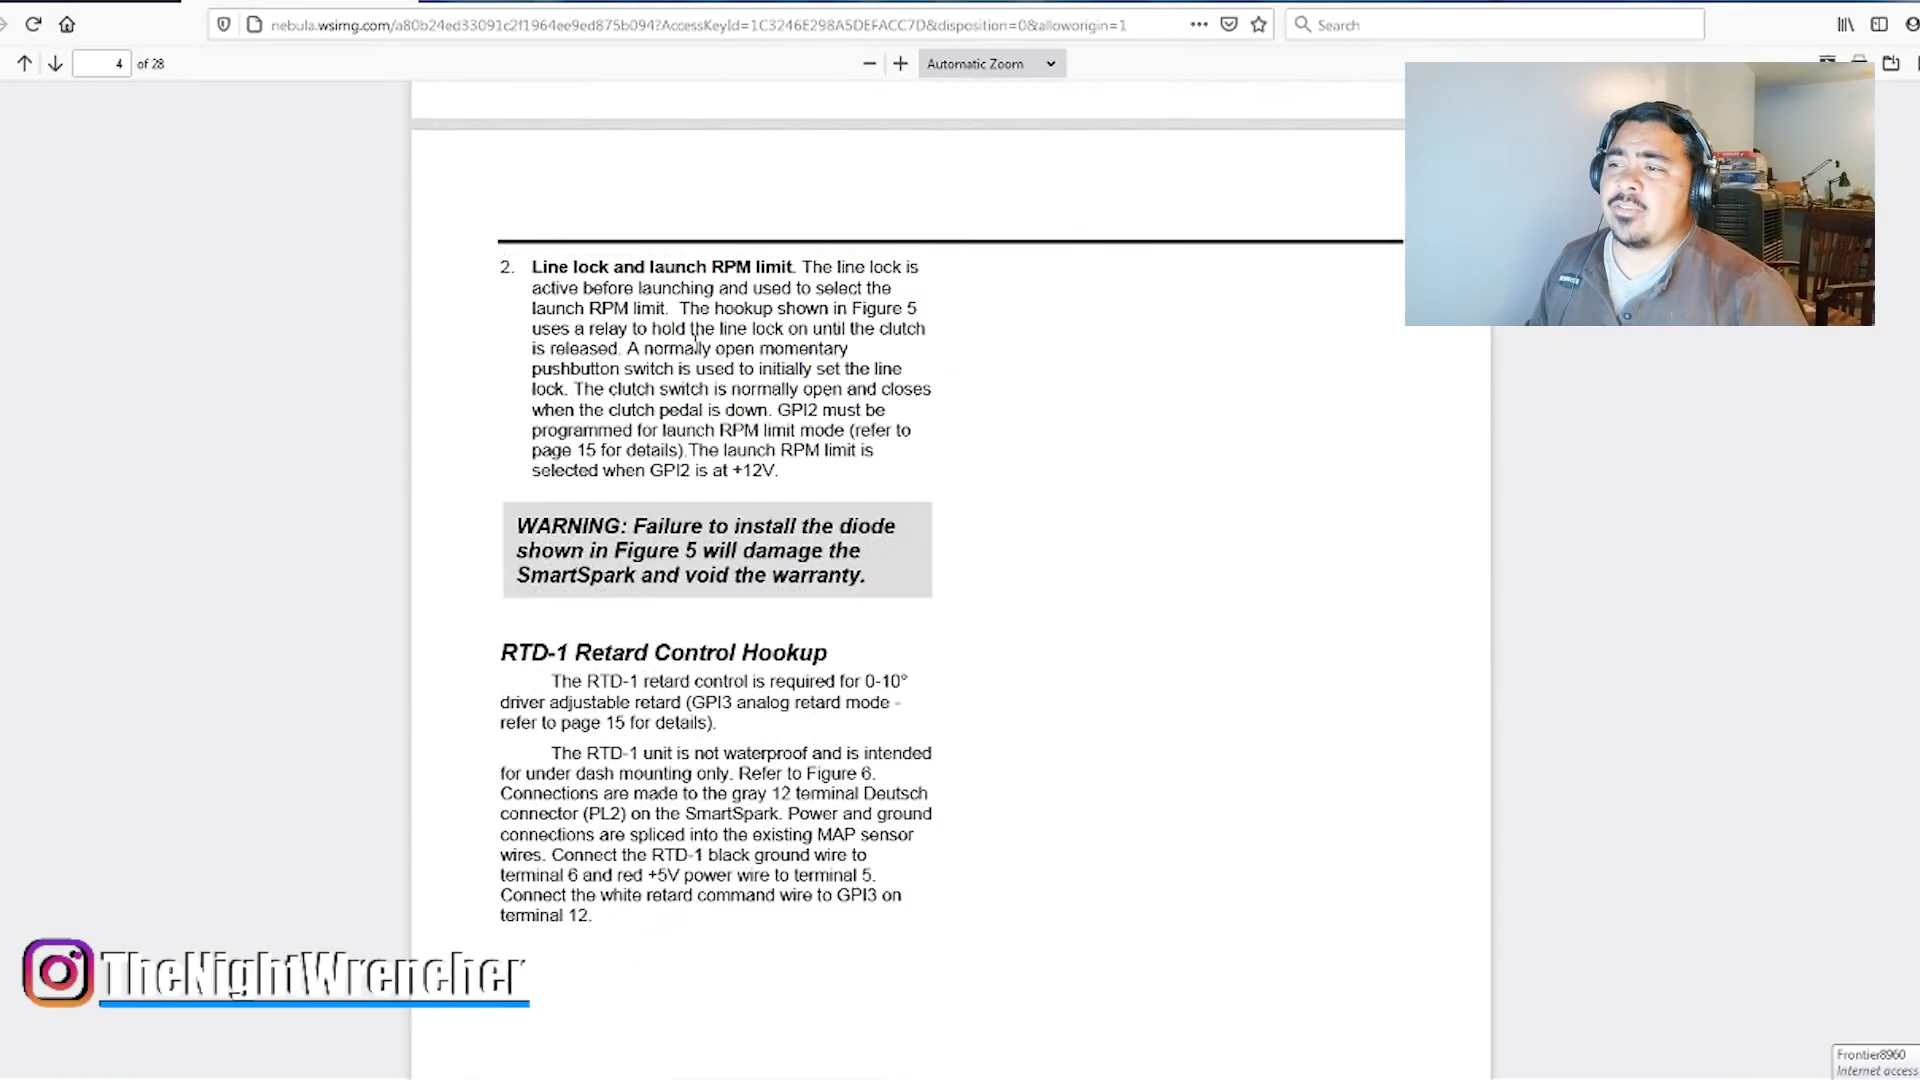 nebula.wsimg.com/a80b24ed33091c2f1964ee9ed875b094?AccessKeyId=1C3246E298A5DEFACC7D&disposition=0&alloworigin=1
Search
4 of 28
Automatic Zoom
2. Line lock and launch RPM limit. The line lock is
active before launching and used to select the
launch RPM limit. The hookup shown in Figure 5
uses a relay to hold the line lock on until the clutch
is released. A normally open momentary
pushbutton switch is used to initially set the line
lock. The clutch switch is normally open and closes
when the clutch pedal is down. GPI2 must be
programmed for launch RPM limit mode (refer to
page 15 for details).The launch RPM limit is
selected when GPI2 is at +12V.
WARNING: Failure to install the diode
shown in Figure 5 will damage the
SmartSpark and void the warranty.
RTD-1 Retard Control Hookup
The RTD-1 retard control is required for 0-10°
driver adjustable retard (GPI3 analog retard mode -
refer to page 15 for details).
The RTD-1 unit is not waterproof and is intended
for under dash mounting only. Refer to Figure 6.
Connections are made to the gray 12 terminal Deutsch
connector (PL2) on the SmartSpark. Power and ground
connections are spliced into the existing MAP sensor
wires. Connect the RTD-1 black ground wire to
terminal 6 and red +5V power wire to terminal 5.
Connect the white retard command wire to GPI3 on
terminal 12.
TheNightWrencher
Frontier8960
Internet access